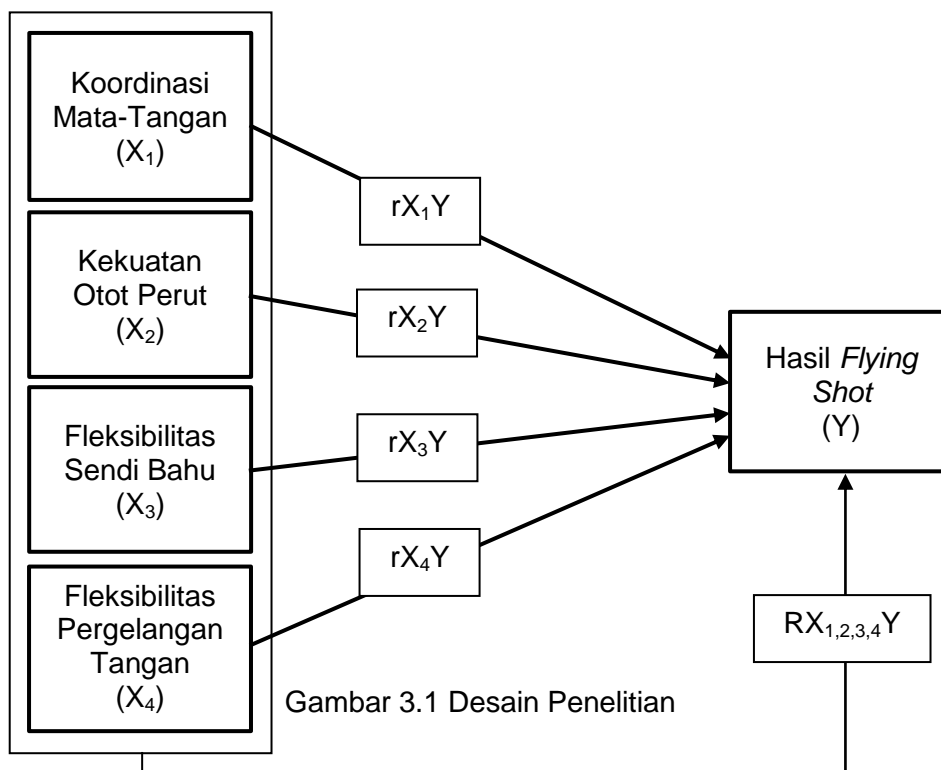 Koordinasi
Mata-Tangan
(X₁)
Kekuatan
Otot Perut
(X₂)
Fleksibilitas
Sendi Bahu
(X₃)
Fleksibilitas
Pergelangan
Tangan
(X₄)
rX₁Y
rX₂Y
rX₃Y
rX₄Y
Hasil Flying
Shot
(Y)
RX₁,₂,₃,₄Y
Gambar 3.1 Desain Penelitian